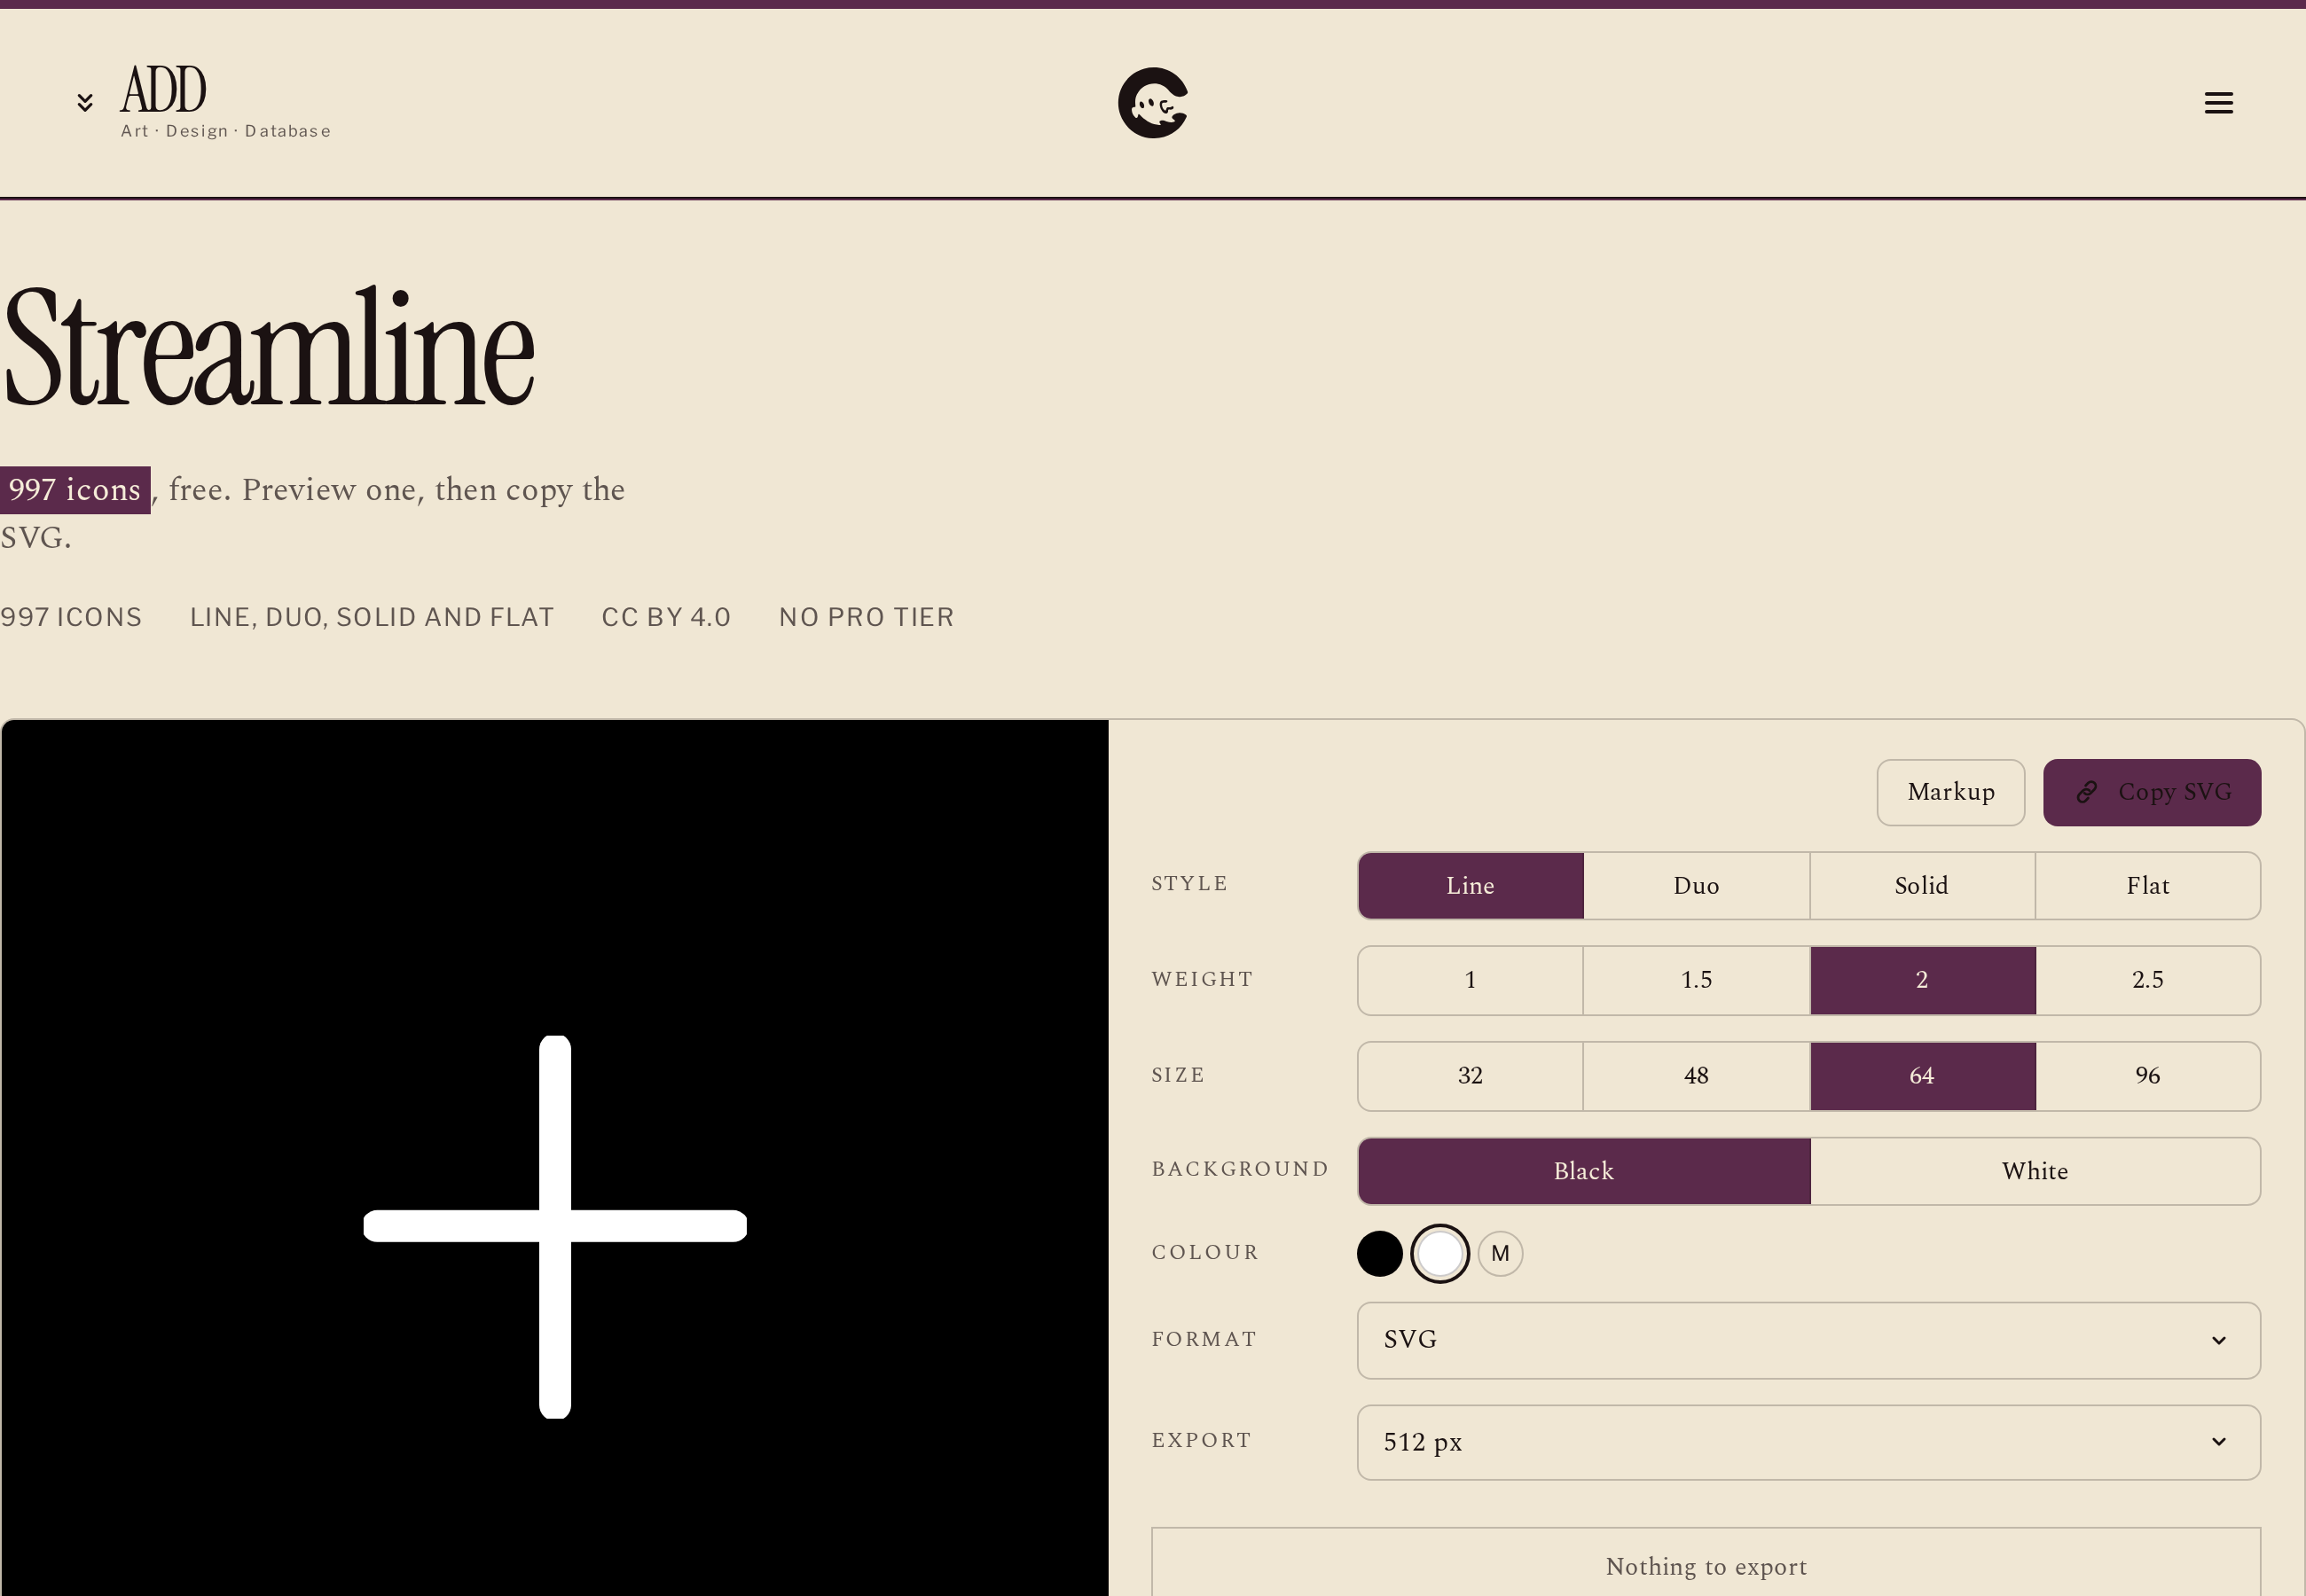 ADD
Art · Design · Database
Streamline
997 icons, free. Preview one, then copy the
SVG.
997 ICONS LINE, DUO, SOLID AND FLAT CC BY 4.0 NO PRO TIER
Markup Copy SVG
STYLE Line Duo Solid Flat
WEIGHT 1 1.5 2 2.5
SIZE 32 48 64 96
BACKGROUND Black White
COLOUR M
FORMAT SVG
EXPORT 512 px
Nothing to export